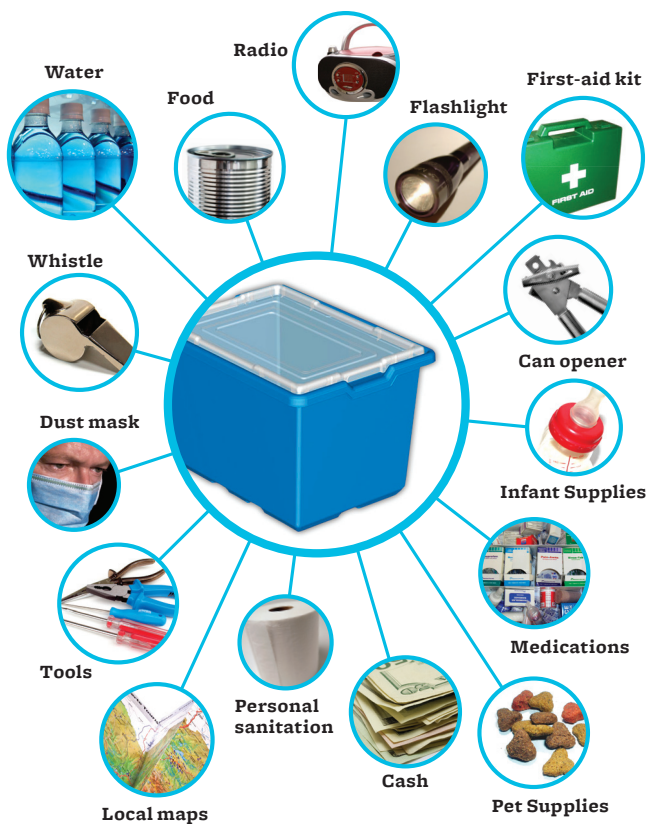 Radio
Water
Food
Flashlight
First-aid kit
FIRST AID
Whistle
Can opener
Dust mask
Infant Supplies
Medications
Tools
Personal
sanitation
Cash
Local maps
Pet Supplies